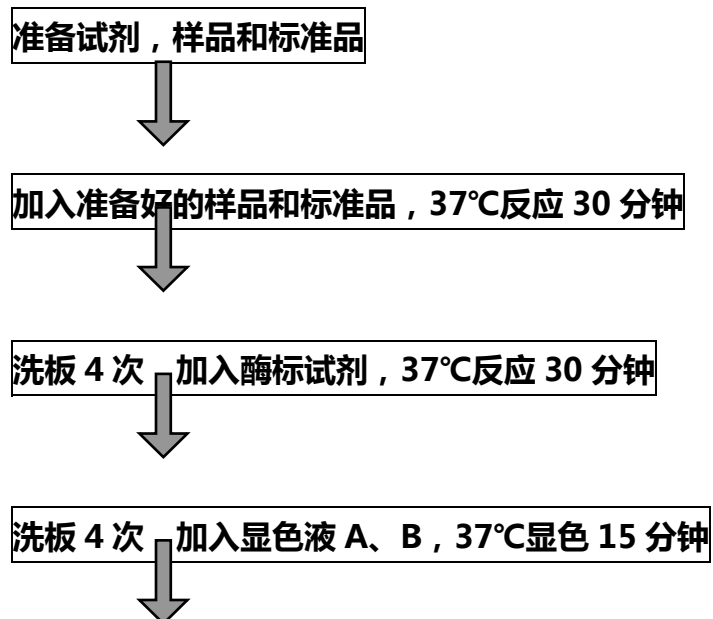 准备试剂，样品和标准品
加入准备好的样品和标准品，37℃反应 30 分钟
洗板 4 次 加入酶标试剂，37℃反应 30 分钟
洗板 4 次 加入显色液 A、B，37℃显色 15 分钟